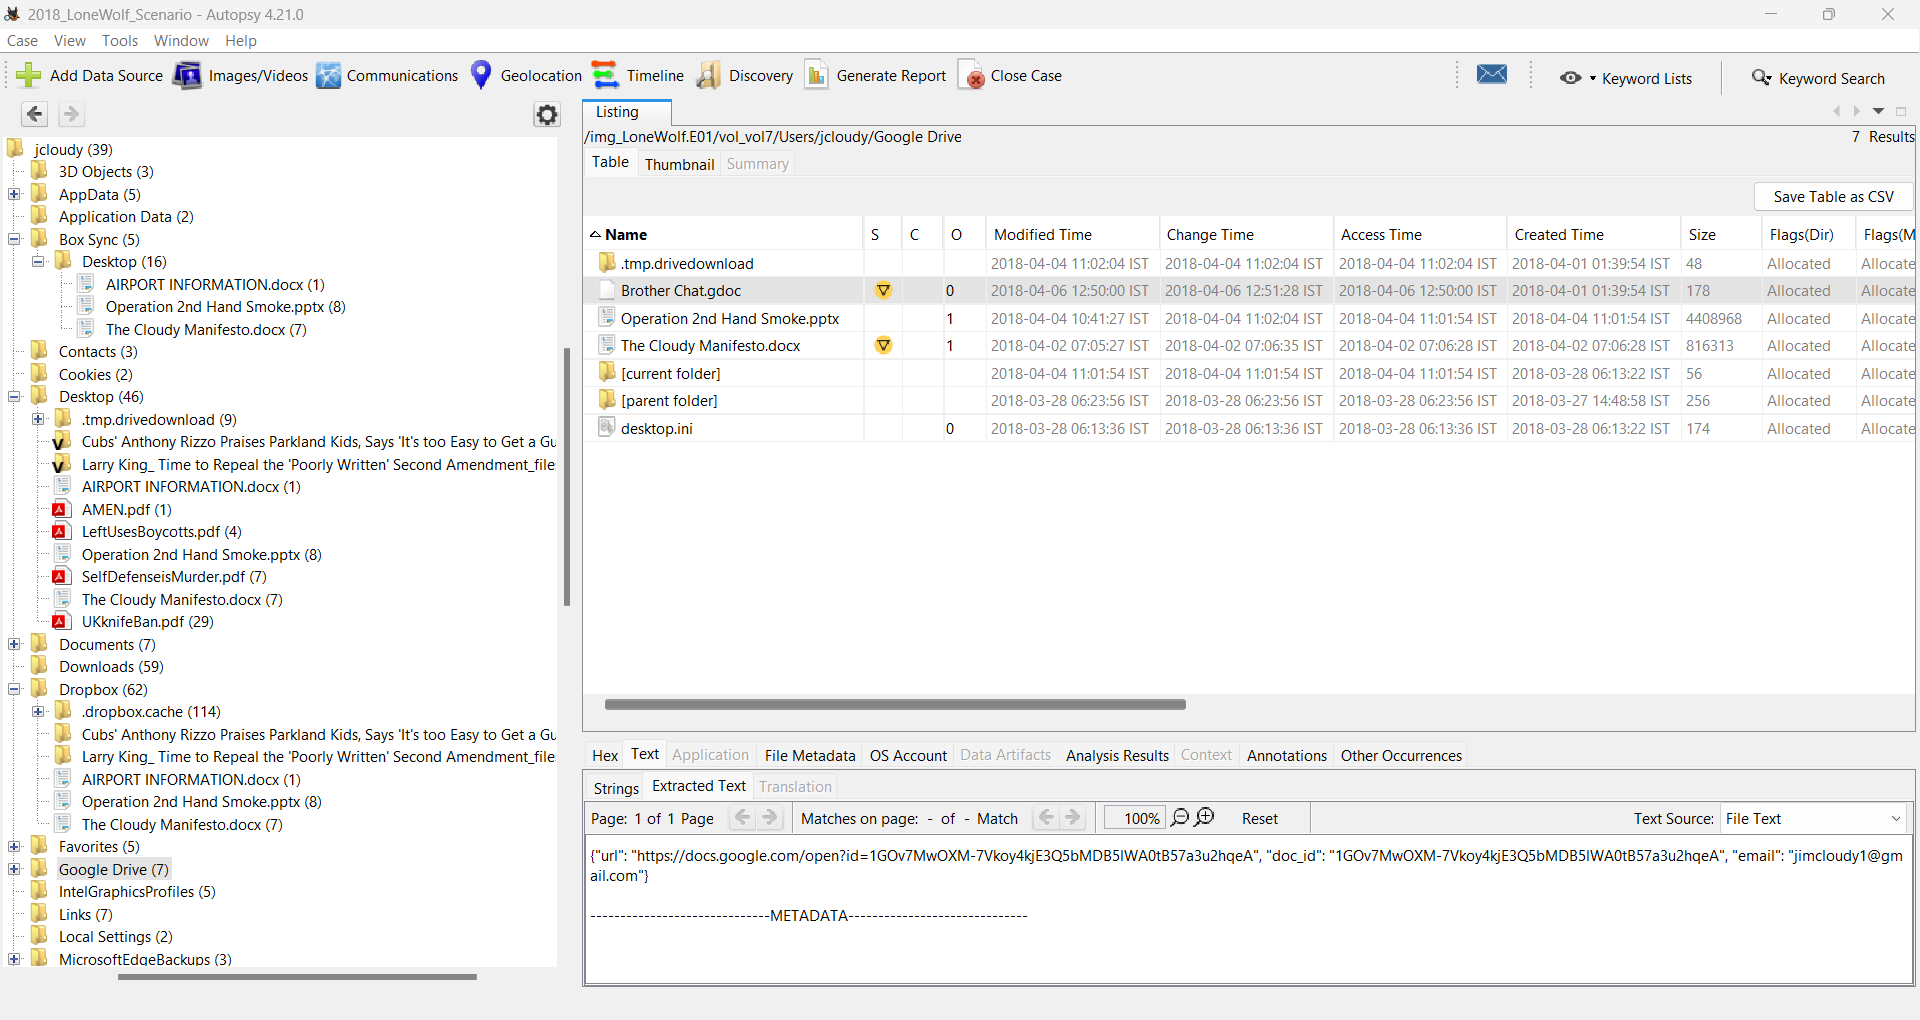 2018_LoneWolf_Scenario - Autopsy 4.21.0
Case View Tools Window Help
Add Data Source Images/Videos Communications Geolocation Timeline Discovery Generate Report Close Case Keyword Lists Keyword Search
jcloudy (39)
3D Objects (3)
AppData (5)
Application Data (2)
Box Sync (5)
Desktop (16)
AIRPORT INFORMATION.docx (1)
Operation 2nd Hand Smoke.pptx (8)
The Cloudy Manifesto.docx (7)
Contacts (3)
Cookies (2)
Desktop (46)
.tmp.drivedownload (9)
Cubs' Anthony Rizzo Praises Parkland Kids, Says 'It's too Easy to Get a Gu
Larry King_ Time to Repeal the 'Poorly Written' Second Amendment_file
AIRPORT INFORMATION.docx (1)
AMEN.pdf (1)
LeftUsesBoycotts.pdf (4)
Operation 2nd Hand Smoke.pptx (8)
SelfDefenseisMurder.pdf (7)
The Cloudy Manifesto.docx (7)
UKknifeBan.pdf (29)
Documents (7)
Downloads (59)
Dropbox (62)
.dropbox.cache (114)
Cubs' Anthony Rizzo Praises Parkland Kids, Says 'It's too Easy to Get a Gu
Larry King_ Time to Repeal the 'Poorly Written' Second Amendment_file
AIRPORT INFORMATION.docx (1)
Operation 2nd Hand Smoke.pptx (8)
The Cloudy Manifesto.docx (7)
Favorites (5)
Google Drive (7)
IntelGraphicsProfiles (5)
Links (7)
Local Settings (2)
MicrosoftEdgeBackups (3)
Listing
/img_LoneWolf.E01/vol_vol7/Users/jcloudy/Google Drive 7 Results
Table Thumbnail Summary
Save Table as CSV
Name S C O Modified Time Change Time Access Time Created Time Size Flags(Dir) Flags(M
.tmp.drivedownload 2018-04-04 11:02:04 IST 2018-04-04 11:02:04 IST 2018-04-04 11:02:04 IST 2018-04-01 01:39:54 IST 48 Allocated Allocate
Brother Chat.gdoc 0 2018-04-06 12:50:00 IST 2018-04-06 12:51:28 IST 2018-04-06 12:50:00 IST 2018-04-01 01:39:54 IST 178 Allocated Allocate
Operation 2nd Hand Smoke.pptx 1 2018-04-04 10:41:27 IST 2018-04-04 11:02:04 IST 2018-04-04 11:01:54 IST 2018-04-04 11:01:54 IST 4408968 Allocated Allocate
The Cloudy Manifesto.docx 1 2018-04-02 07:05:27 IST 2018-04-02 07:06:35 IST 2018-04-02 07:06:28 IST 2018-04-02 07:06:28 IST 816313 Allocated Allocate
[current folder] 2018-04-04 11:01:54 IST 2018-04-04 11:01:54 IST 2018-04-04 11:01:54 IST 2018-03-28 06:13:22 IST 56 Allocated Allocate
[parent folder] 2018-03-28 06:23:56 IST 2018-03-28 06:23:56 IST 2018-03-28 06:23:56 IST 2018-03-27 14:48:58 IST 256 Allocated Allocate
desktop.ini 0 2018-03-28 06:13:36 IST 2018-03-28 06:13:36 IST 2018-03-28 06:13:36 IST 2018-03-28 06:13:22 IST 174 Allocated Allocate
Hex Text Application File Metadata OS Account Data Artifacts Analysis Results Context Annotations Other Occurrences
Strings Extracted Text Translation
Page: 1 of 1 Page Matches on page: - of - Match 100% Reset Text Source: File Text
{"url": "https://docs.google.com/open?id=1GOv7MwOXM-7Vkoy4kjE3Q5bMDB5lWA0tB57a3u2hqeA", "doc_id": "1GOv7MwOXM-7Vkoy4kjE3Q5bMDB5lWA0tB57a3u2hqeA", "email": "jimcloudy1@gm
ail.com"}
------------------------------METADATA------------------------------